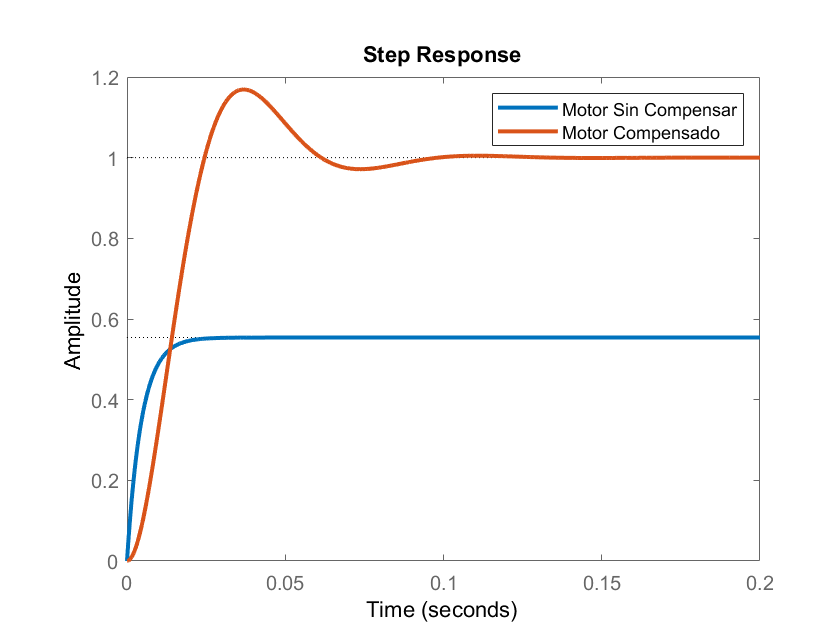 Step Response
Motor Sin Compensar
Motor Compensado
Amplitude
1.2
1
0.8
0.6
0.4
0.2
0
0 0.05 0.1 0.15 0.2
Time (seconds)